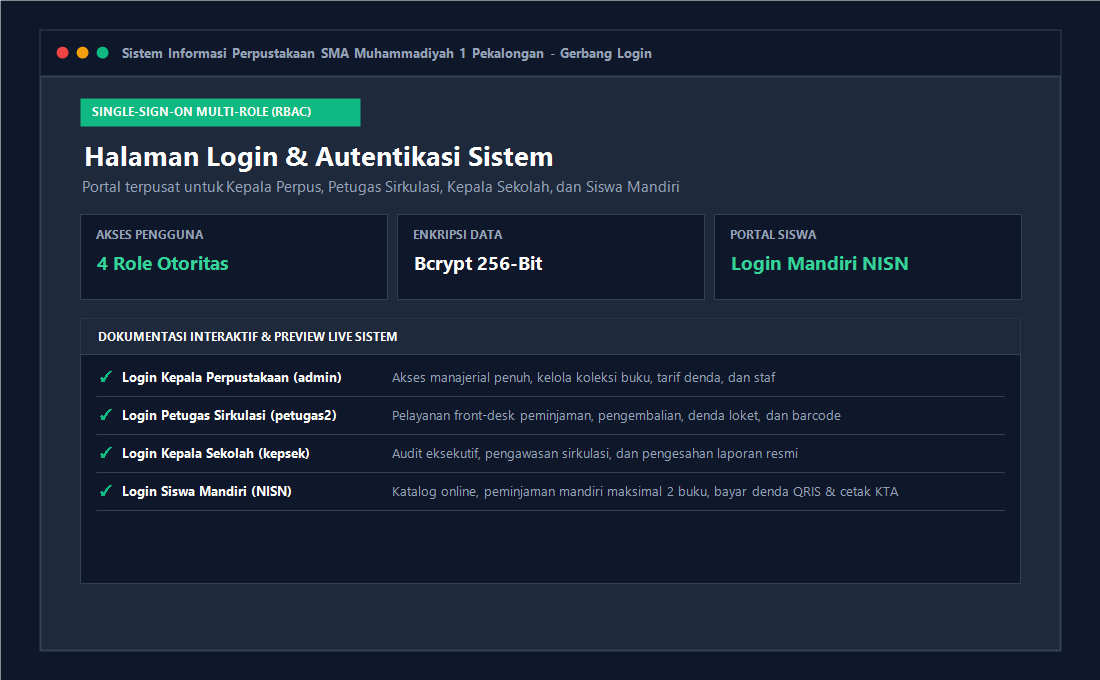 Sistem Informasi Perpustakaan SMA Muhammadiyah 1 Pekalongan - Gerbang Login
SINGLE-SIGN-ON MULTI-ROLE (RBAC)
Halaman Login & Autentikasi Sistem
Portal terpusat untuk Kepala Perpus, Petugas Sirkulasi, Kepala Sekolah, dan Siswa Mandiri
AKSES PENGGUNA
4 Role Otoritas
ENKRIPSI DATA
Bcrypt 256-Bit
PORTAL SISWA
Login Mandiri NISN
DOKUMENTASI INTERAKTIF & PREVIEW LIVE SISTEM
✓ Login Kepala Perpustakaan (admin) Akses manajerial penuh, kelola koleksi buku, tarif denda, dan staf
✓ Login Petugas Sirkulasi (petugas2) Pelayanan front-desk peminjaman, pengembalian, denda loket, dan barcode
✓ Login Kepala Sekolah (kepsek) Audit eksekutif, pengawasan sirkulasi, dan pengesahan laporan resmi
✓ Login Siswa Mandiri (NISN) Katalog online, peminjaman mandiri maksimal 2 buku, bayar denda QRIS & cetak KTA